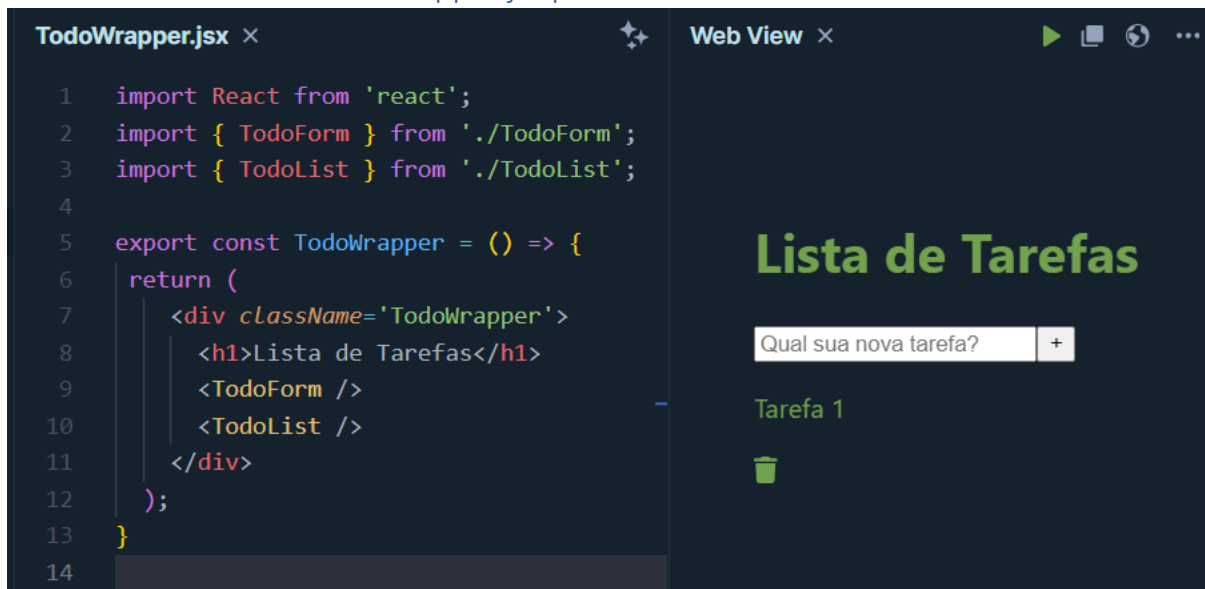 TodoWrapper.jsx ×
1 import React from 'react';
2 import { TodoForm } from './TodoForm';
3 import { TodoList } from './TodoList';
4
5 export const TodoWrapper = () => {
6 return (
7 <div className='TodoWrapper'>
8 <h1>Lista de Tarefas</h1>
9 <TodoForm />
10 <TodoList />
11 </div>
12 );
13 }
14
Web View ×
Lista de Tarefas
Qual sua nova tarefa? +
Tarefa 1